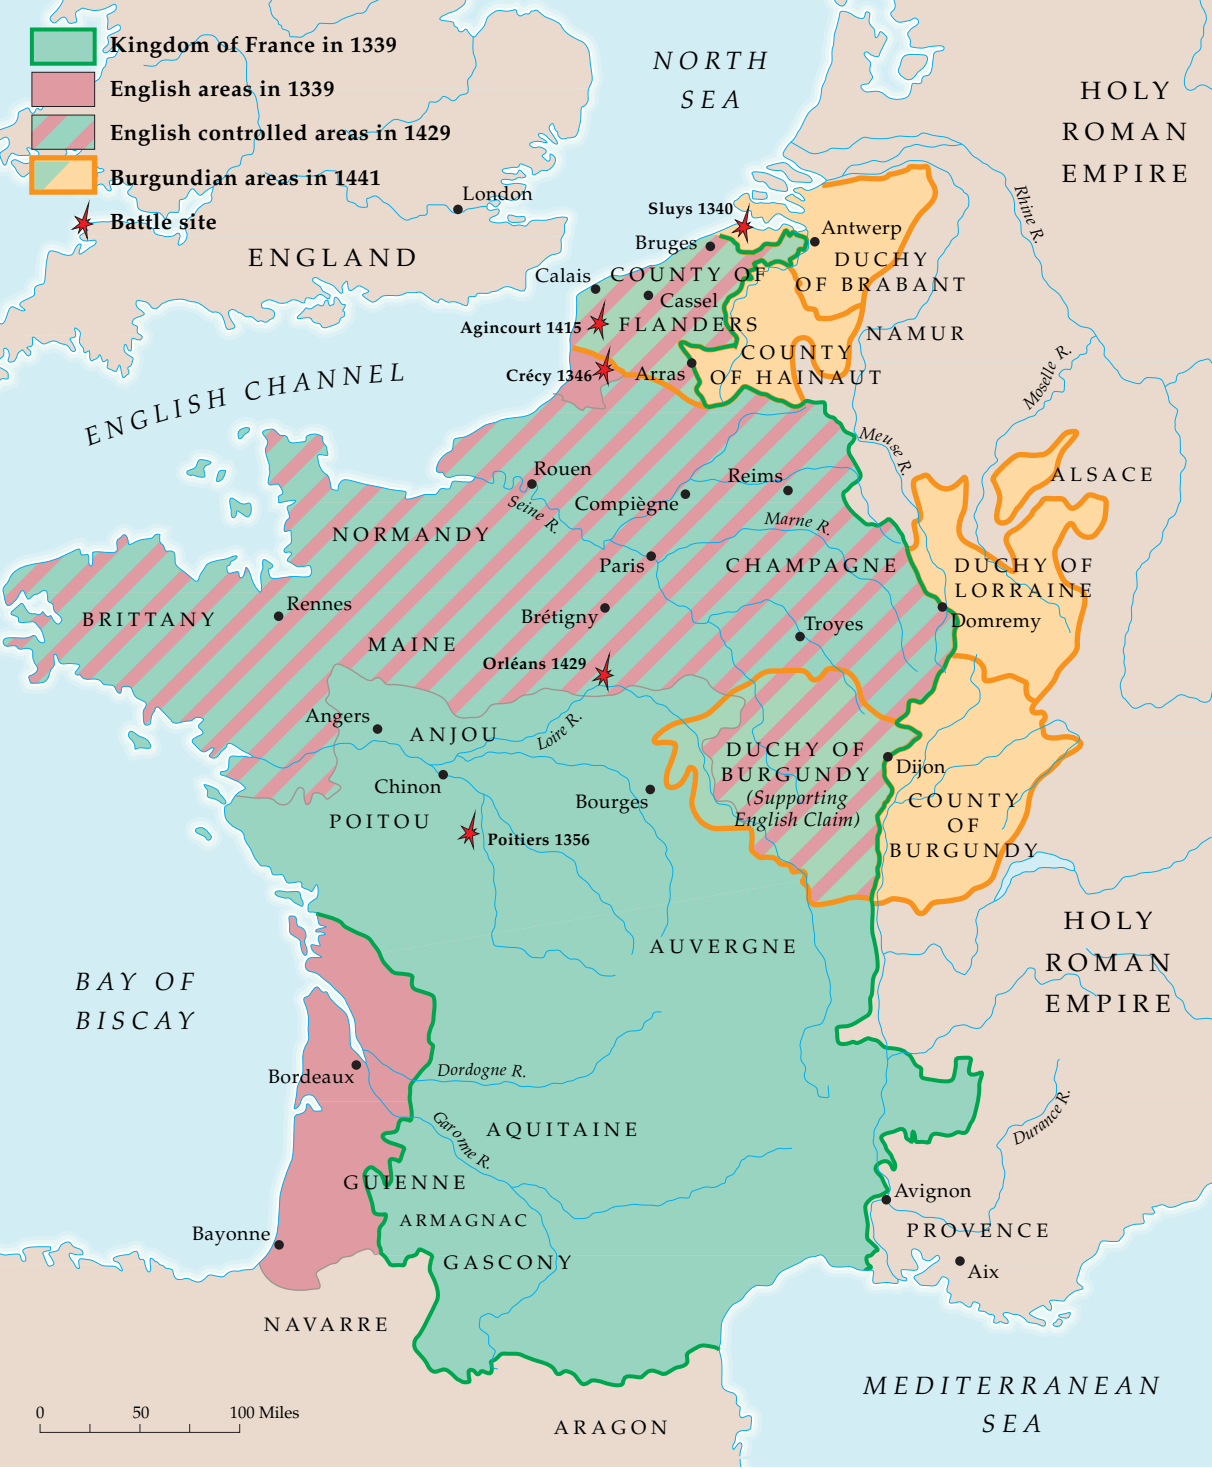 Kingdom of France in 1339
English areas in 1339
English controlled areas in 1429
Burgundian areas in 1441
Battle site
NORTH
SEA
HOLY
ROMAN
EMPIRE
London
ENGLAND
Sluys 1340
Rhine R.
Bruges
Antwerp
DUCHY
OF BRABANT
Calais
COUNTY OF
FLANDERS
Cassel
Agincourt 1415
NAMUR
COUNTY
OF HAINAUT
Crécy 1346
Arras
Moselle R.
ENGLISH CHANNEL
Meuse R.
ALSACE
Rouen
Reims
Compiègne
Seine R.
Marne R.
NORMANDY
Paris
CHAMPAGNE
DUCHY OF
LORRAINE
Rennes
BRITTANY
Brétigny
Troyes
Domremy
MAINE
Orléans 1429
Angers
ANJOU
Loire R.
DUCHY OF
BURGUNDY
(Supporting
English Claim)
Dijon
Chinon
Bourges
COUNTY
OF
BURGUNDY
POITOU
Poitiers 1356
HOLY
ROMAN
EMPIRE
AUVERGNE
BAY OF
BISCAY
Bordeaux
Dordogne R.
Garonne R.
AQUITAINE
Durance R.
GUIENNE
Avignon
ARMAGNAC
PROVENCE
Bayonne
GASCONY
Aix
NAVARRE
MEDITERRANEAN
SEA
0 50 100 Miles
ARAGON